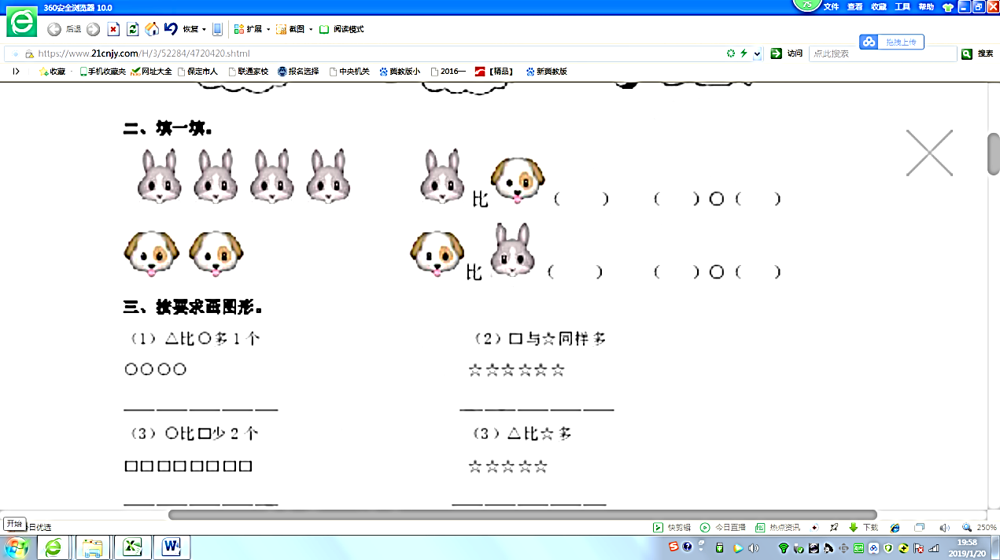 360安全浏览器 10.0
75 文件 查看 收藏 工具 帮助
后退 恢复 扩展 截图 阅读模式
https://www.21cnjy.com/H/3/52284/4720420.shtml
访问 点此搜索 搜索
拖拽上传
收藏 手机收藏夹 网址大全 保定市人 联通家校 报名选择 中央机关 冀教版小 2016一 【精品】 新冀教版
二、填一填。
比 （ ） （ ）○（ ）
比 （ ） （ ）○（ ）
三、按要求画图形。
（1）△比○多1个 （2）□与☆同样多
○○○○ ☆☆☆☆☆☆
（3）○比□少2个 （3）△比☆多
□□□□□□□□ ☆☆☆☆☆
开始 日优选 快剪辑 今日直播 热点资讯 下载 250%
19:58
2019/1/20